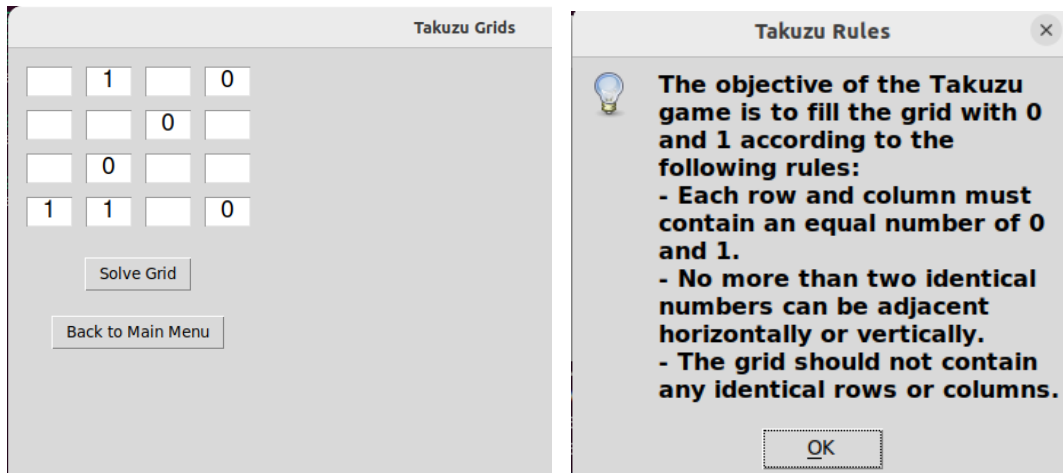 Takuzu Grids
1 0
0
0
1 1 0
Solve Grid
Back to Main Menu
Takuzu Rules
The objective of the Takuzu
game is to fill the grid with 0
and 1 according to the
following rules:
- Each row and column must
contain an equal number of 0
and 1.
- No more than two identical
numbers can be adjacent
horizontally or vertically.
- The grid should not contain
any identical rows or columns.
OK